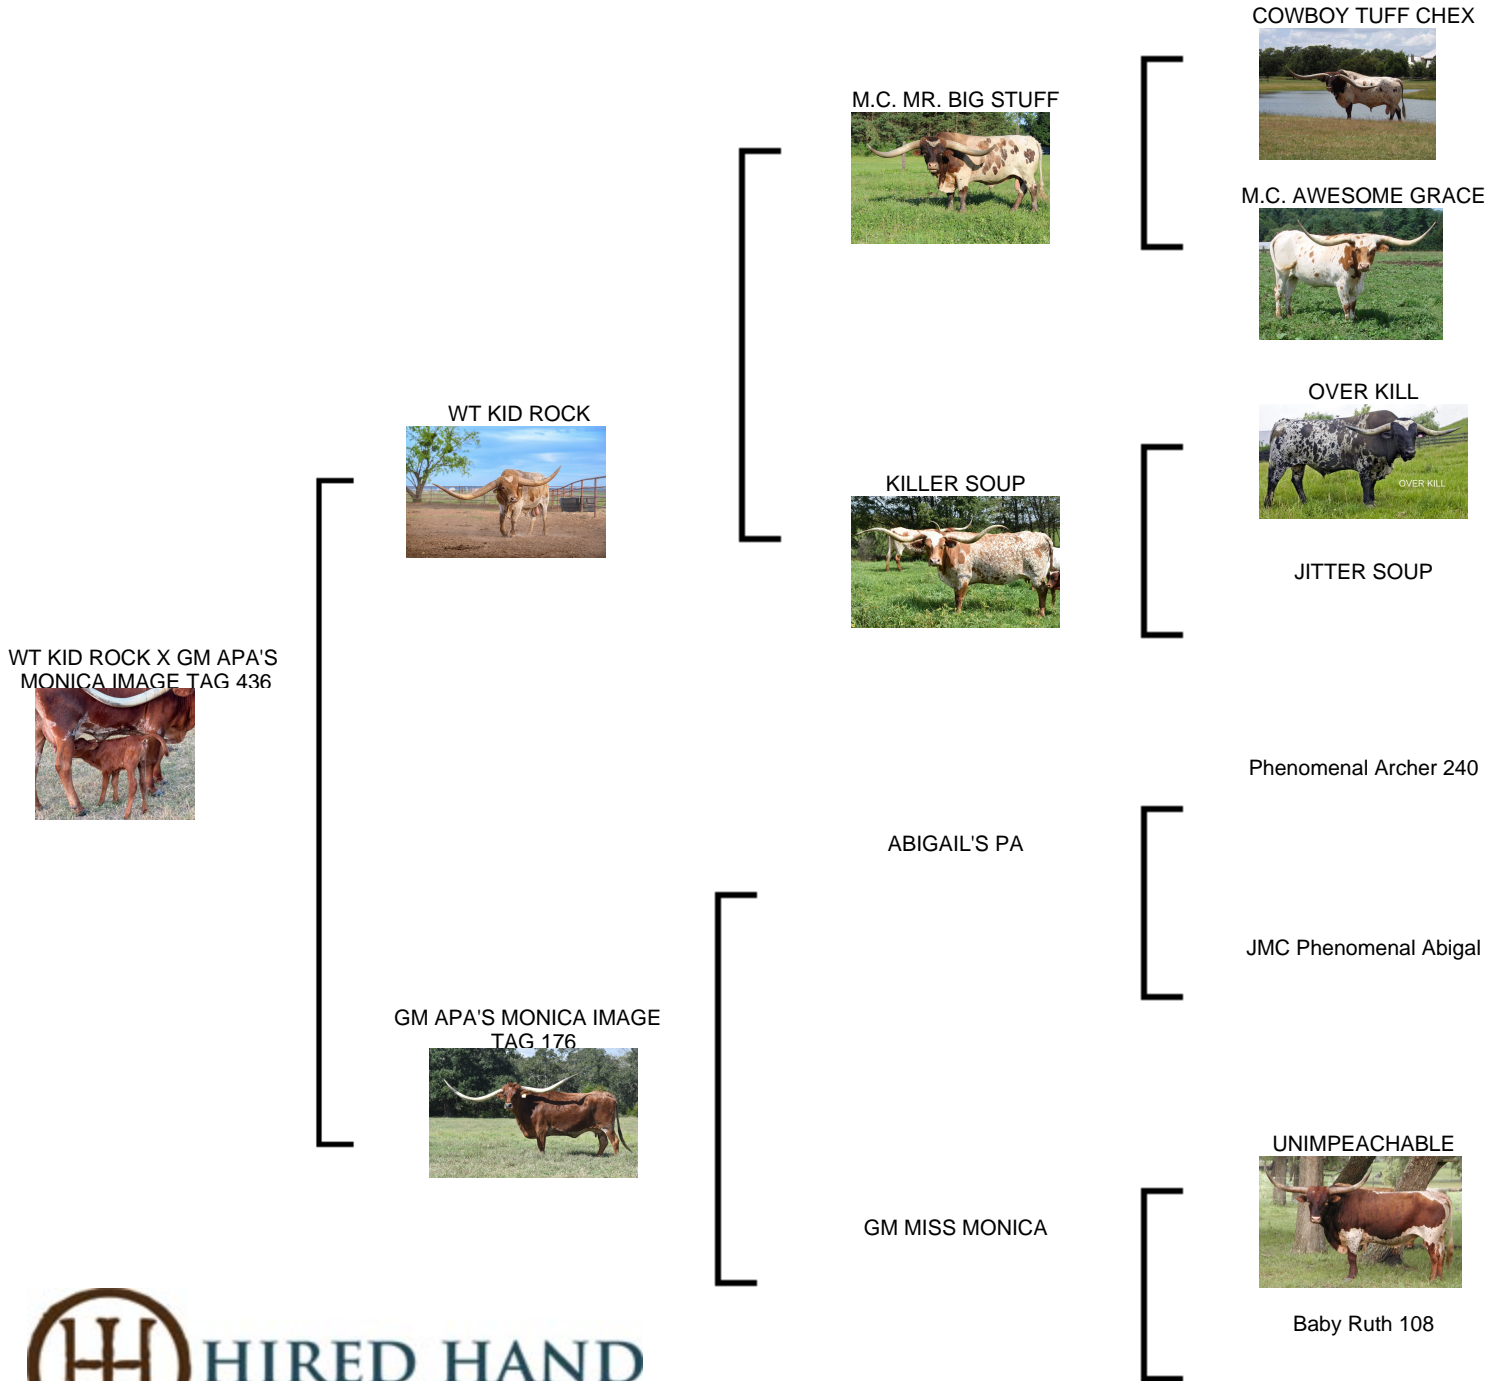 COWBOY TUFF CHEX
M.C. MR. BIG STUFF
M.C. AWESOME GRACE
OVER KILL
OVER KILL
WT KID ROCK
KILLER SOUP
JITTER SOUP
WT KID ROCK X GM APA'S
MONICA IMAGE TAG 436
Phenomenal Archer 240
ABIGAIL'S PA
JMC Phenomenal Abigal
GM APA'S MONICA IMAGE
TAG 176
UNIMPEACHABLE
GM MISS MONICA
Baby Ruth 108
HIRED HAND